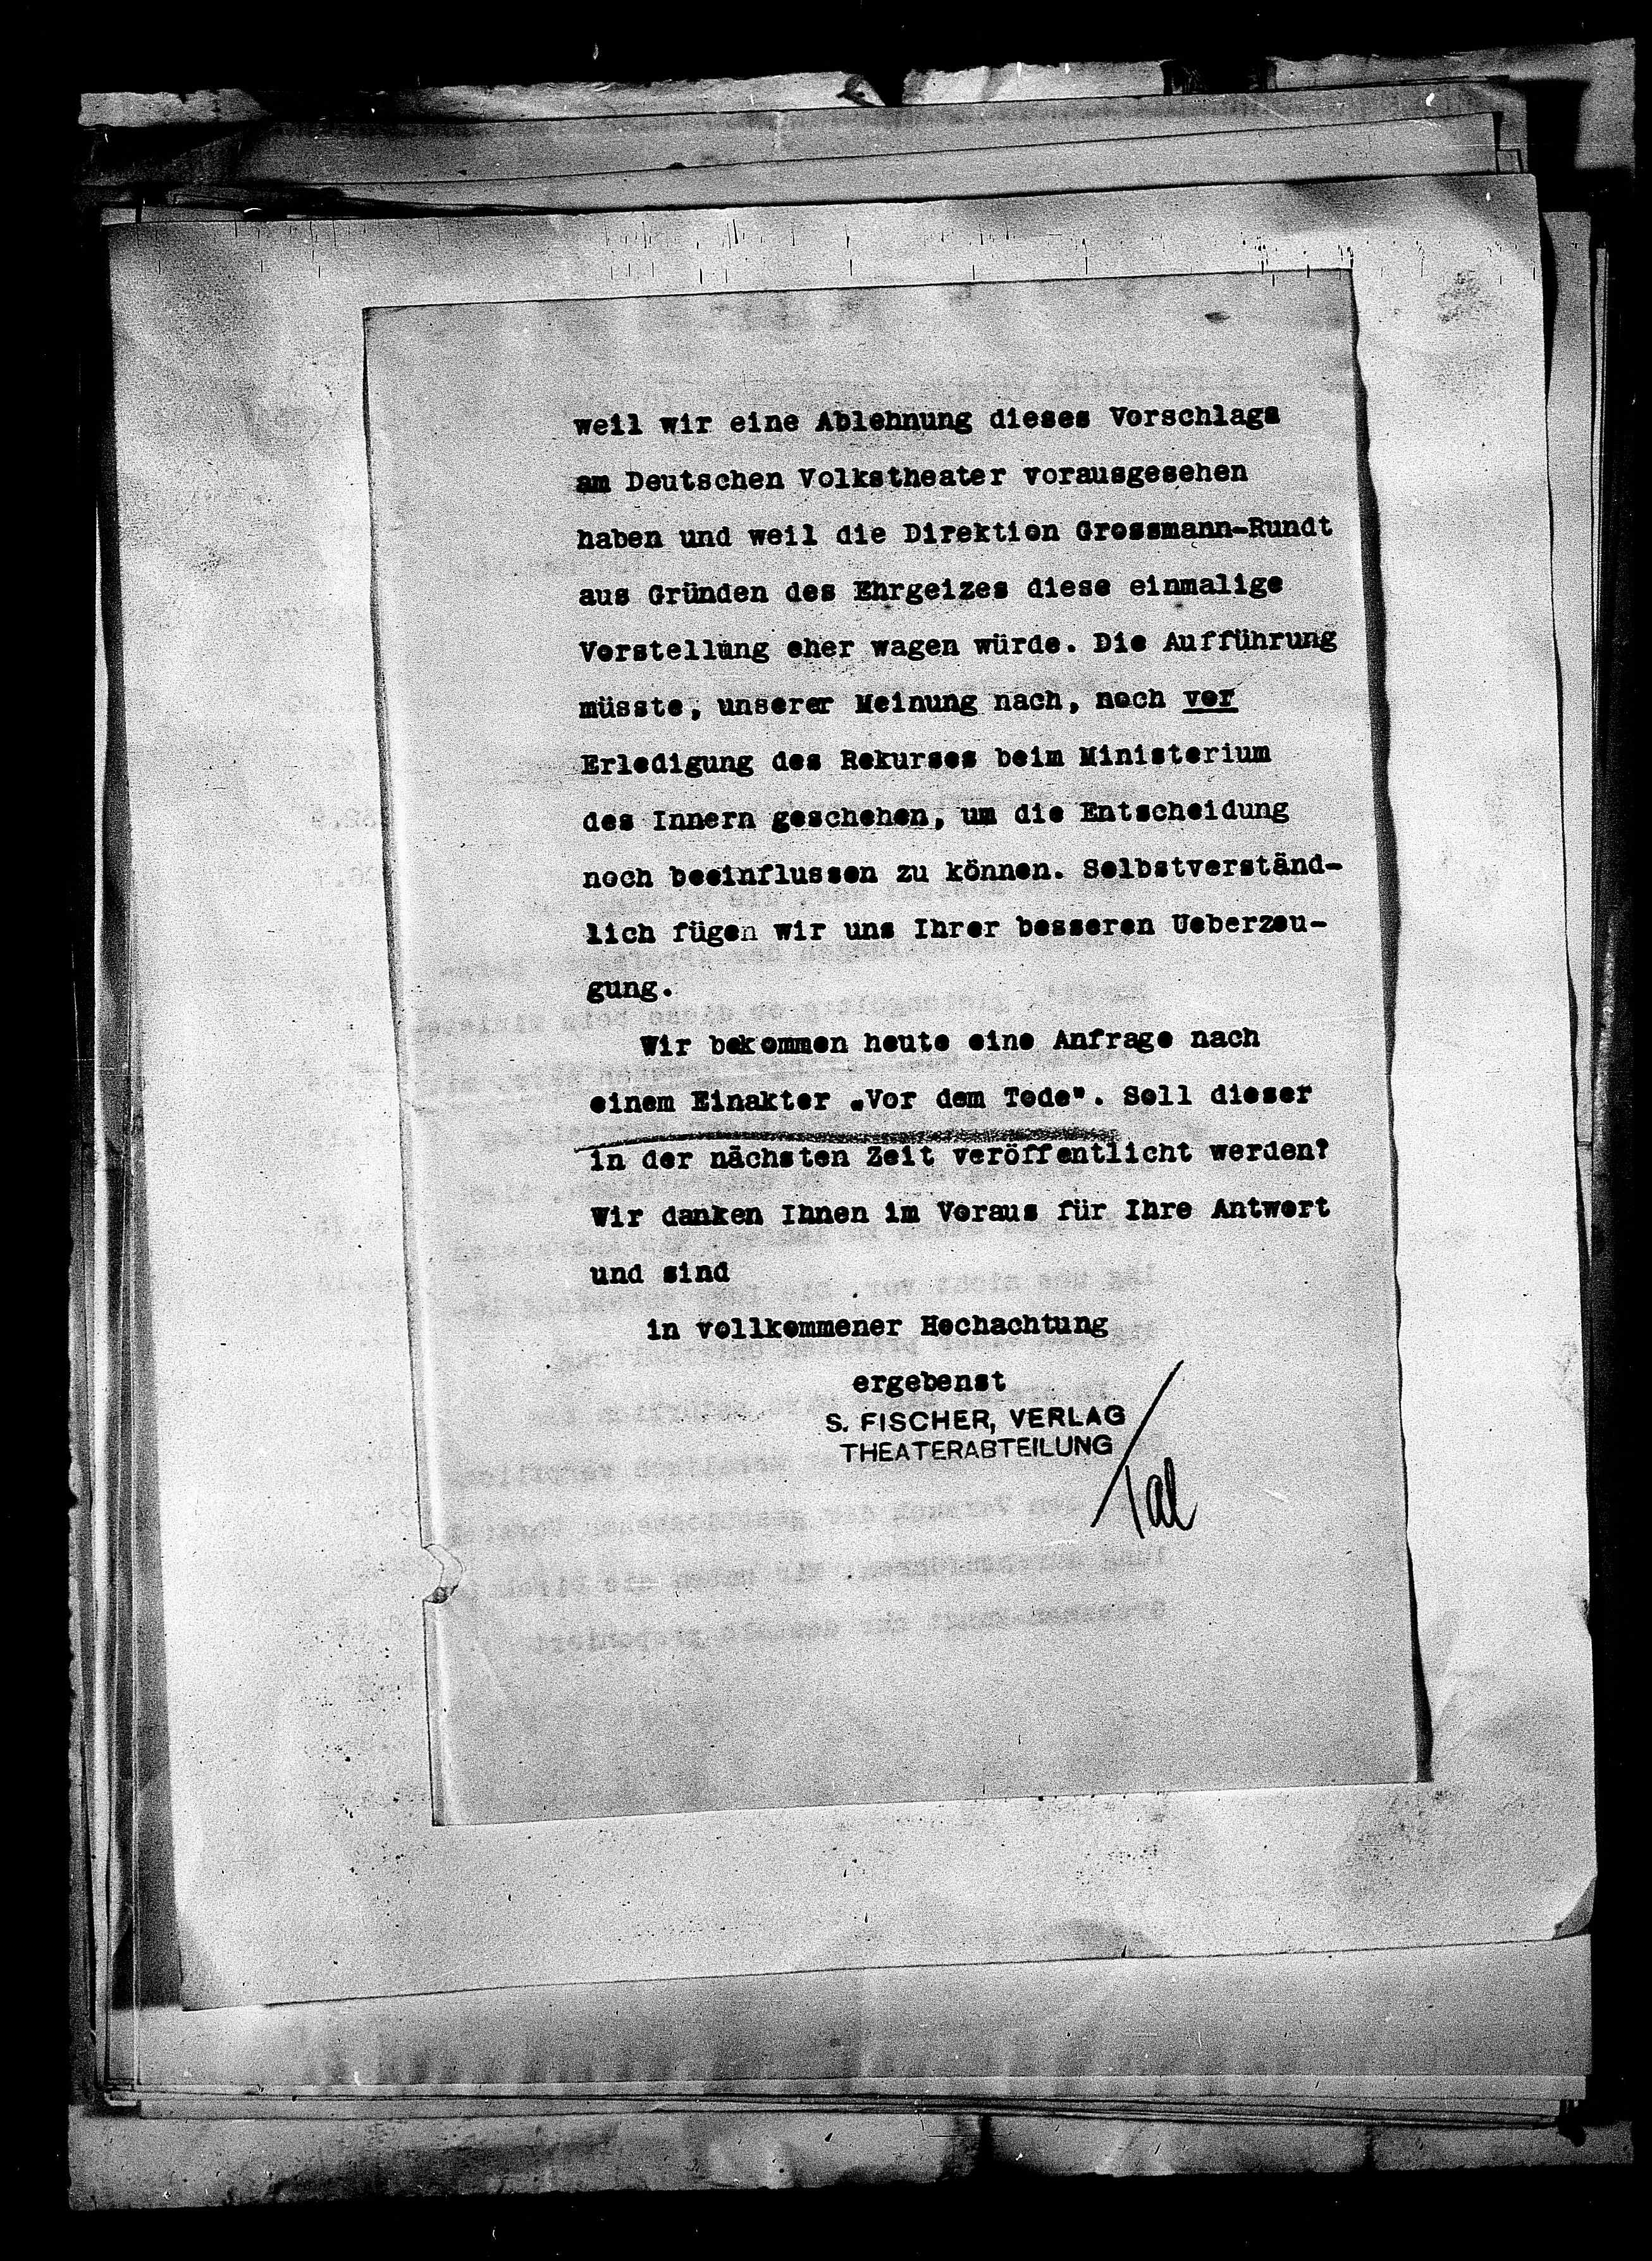 weil wir eine Ablehnung dieses Vorschlags
am Deutschen Volkstheater vorausgesehen
haben und weil die Direktion Grossmann-Rundt
aus Gründen des Ehrgeizes diese einmalige
Vorstellung eher wagen würde. Die Aufführung
müsste, unserer Meinung nach, noch vor
Erledigung des Rekurses beim Ministerium
des Innern geschehen, um die Entscheidung
noch beeinflussen zu können. Selbstverständ-
lich fügen wir uns Ihrer besseren Ueberzeu-
gung.
Wir bekommen heute eine Anfrage nach
einem Einakter „Vor dem Tode". Soll dieser
in der nächsten Zeit veröffentlicht werden?
Wir danken Ihnen im Voraus für Ihre Antwort
und sind
in vollkommener Hochachtung
ergebenst
S. FISCHER, VERLAG
THEATERABTEILUNG
Tal